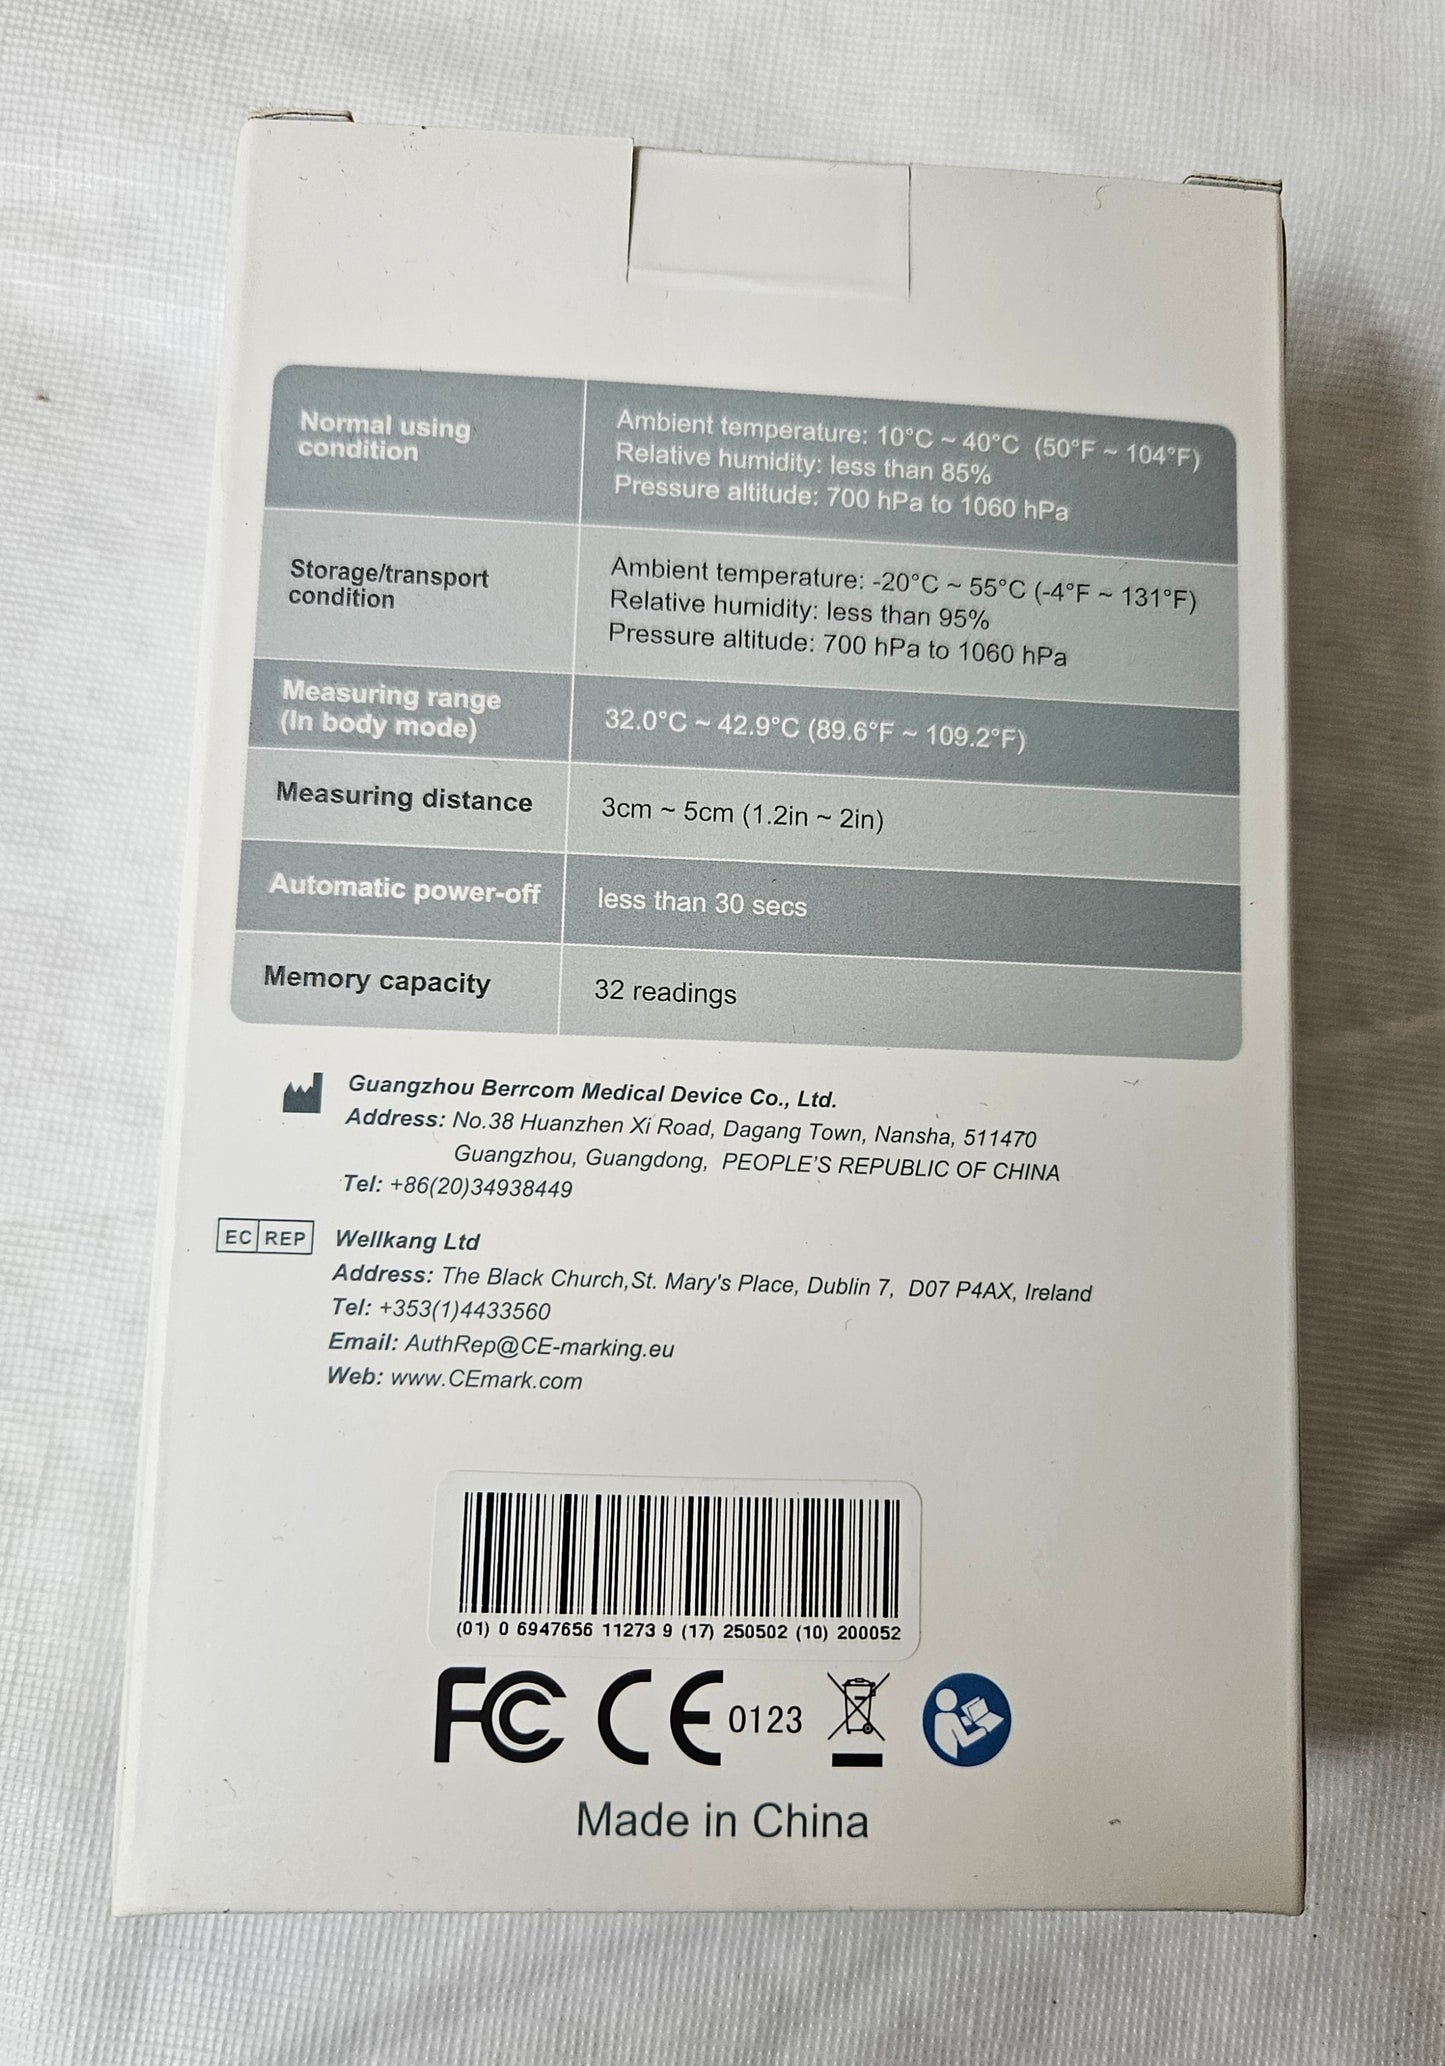 Normal using
condition
Ambient temperature: 10°C ~ 40°C (50°F ~ 104°F)
Relative humidity: less than 85%
Pressure altitude: 700 hPa to 1060 hPa
Storage/transport
condition
Ambient temperature: -20°C ~ 55°C (-4°F ~ 131°F)
Relative humidity: less than 95%
Pressure altitude: 700 hPa to 1060 hPa
Measuring range
(In body mode)
32.0°C ~ 42.9°C (89.6°F ~ 109.2°F)
Measuring distance
3cm ~ 5cm (1.2in ~ 2in)
Automatic power-off
less than 30 secs
Memory capacity
32 readings
Guangzhou Berrcom Medical Device Co., Ltd.
Address: No.38 Huanzhen Xi Road, Dagang Town, Nansha, 511470
Guangzhou, Guangdong, PEOPLE'S REPUBLIC OF CHINA
Tel: +86(20)34938449
EC REP Wellkang Ltd
Address: The Black Church,St. Mary's Place, Dublin 7, D07 P4AX, Ireland
Tel: +353(1)4433560
Email: AuthRep@CE-marking.eu
Web: www.CEmark.com
(01) 0 6947656 11273 9 (17) 250502 (10) 200052
FC CE 0123
Made in China